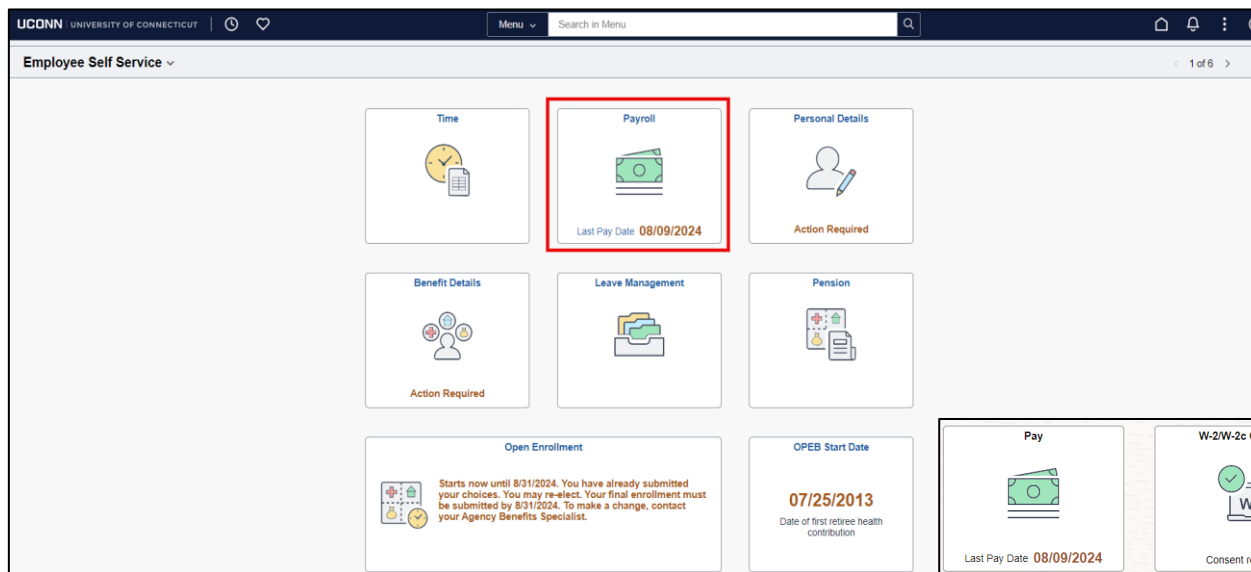 UCONN | UNIVERSITY OF CONNECTICUT
Menu
Search in Menu
Employee Self Service
1 of 6
Time
Payroll
Last Pay Date 08/09/2024
Personal Details
Action Required
Benefit Details
Action Required
Leave Management
Pension
Open Enrollment
Starts now until 8/31/2024. You have already submitted
your choices. You may re-elect. Your final enrollment must
be submitted by 8/31/2024. To make a change, contact
your Agency Benefits Specialist.
OPEB Start Date
07/25/2013
Date of first retiree health
contribution
Pay
Last Pay Date 08/09/2024
W-2/W-2c
W
Consent